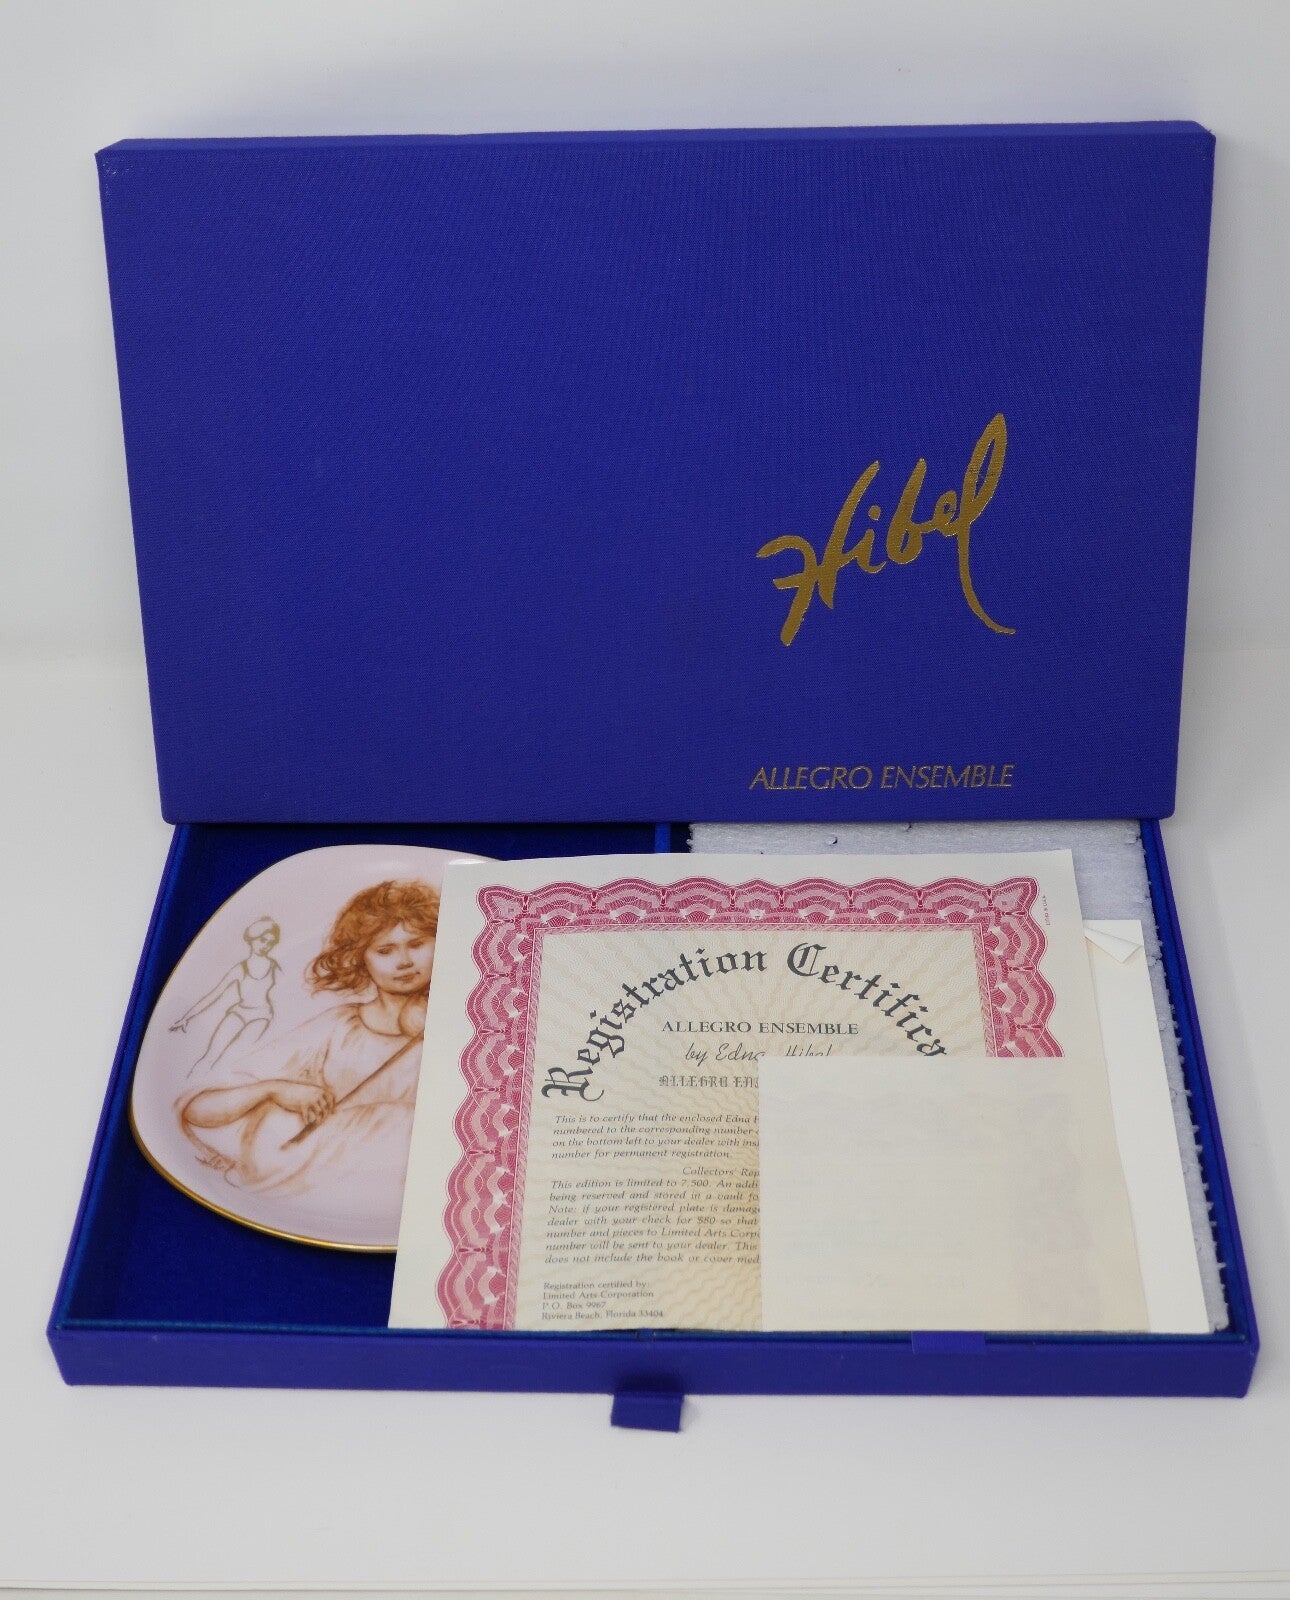 Hibel
ALLEGRO ENSEMBLE
Registration Certifica
ALLEGRO ENSEMBLE
by Edna Hibel
ALLEGRO EN
This is to certify that the enclosed Edna
numbered to the corresponding number
on the bottom left to your dealer with
number for permanent registration.
Collectors'
This edition is limited to 7,500. An
being reserved and stored in a vault
Note: if your registered plate is
dealer with your check for $80 so that
number and pieces to Limited Arts
number will be sent to your dealer. This
does not include the book or cover
Registration certified by:
Limited Arts Corporation
P.O. Box 9967
Riviera Beach, Florida 33404